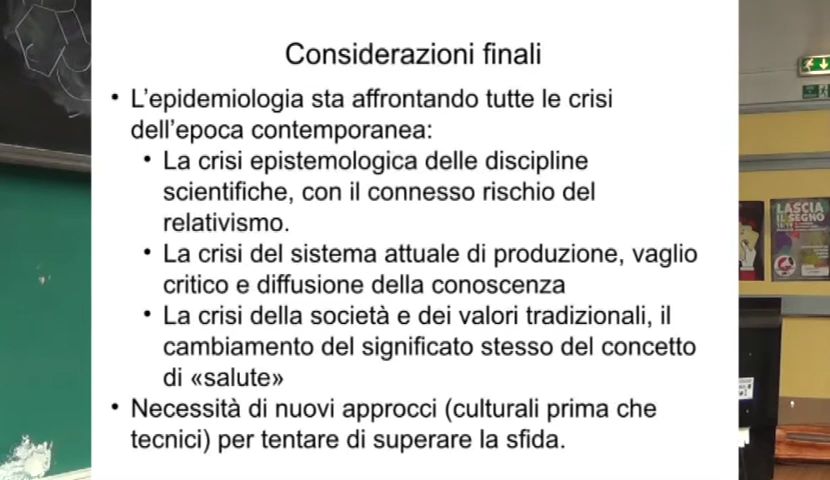 Considerazioni finali
• L'epidemiologia sta affrontando tutte le crisi
dell'epoca contemporanea:
• La crisi epistemologica delle discipline
scientifiche, con il connesso rischio del
relativismo.
• La crisi del sistema attuale di produzione, vaglio
critico e diffusione della conoscenza
• La crisi della società e dei valori tradizionali, il
cambiamento del significato stesso del concetto
di «salute»
• Necessità di nuovi approcci (culturali prima che
tecnici) per tentare di superare la sfida.
LASCIA
IL SEGNO